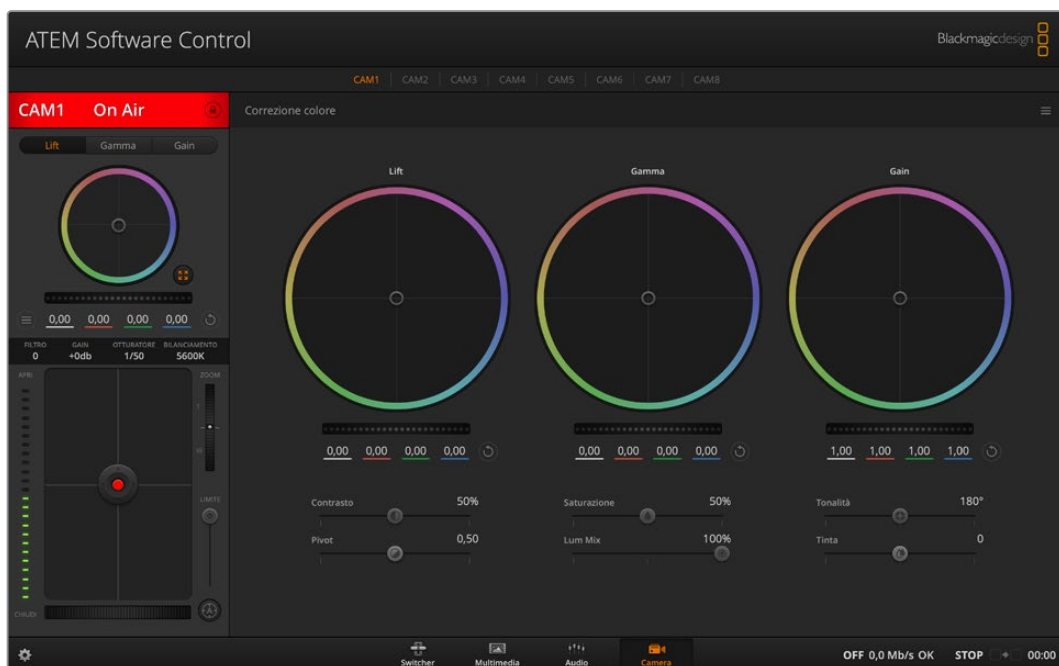 ATEM Software Control
Blackmagicdesign
CAM1 CAM2 CAM3 CAM4 CAM5 CAM6 CAM7 CAM8
CAM1 On Air
Correzione colore
Lift Gamma Gain
Lift Gamma Gain
0,00 0,00 0,00 0,00
FILTRO GAIN OTTURATORE BILANCIAMENTO
0 +0db 1/50 5600K
APRI ZOOM
T
W
LIMITE
CHIUDI
0,00 0,00 0,00 0,00
0,00 0,00 0,00 0,00
1,00 1,00 1,00 1,00
Contrasto 50%
Saturazione 50%
Tonalità 180°
Pivot 0,50
Lum Mix 100%
Tinta 0
Switcher Multimedia Audio Camera
OFF 0,0 Mb/s OK STOP 00:00